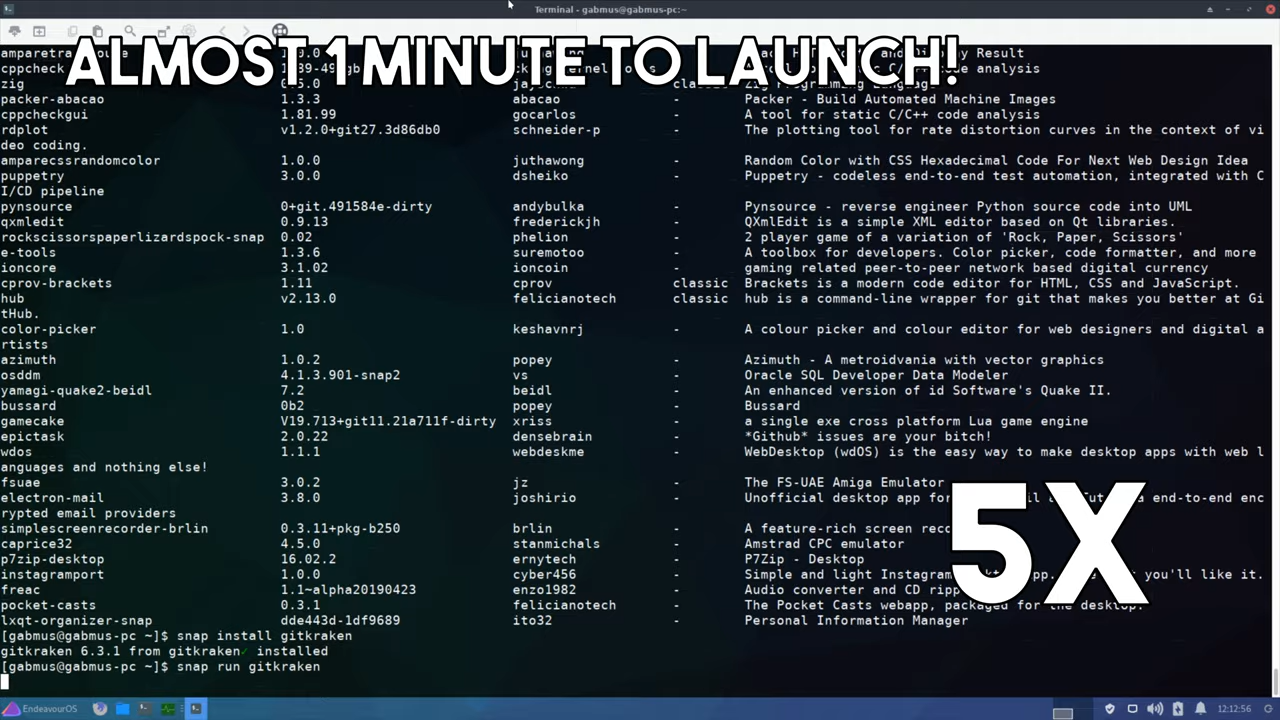 Terminal - gabmus@gabmus-pc:~
ALMOST 1 MINUTE TO LAUNCH!
Display Result
cppcheck code analysis
zig 5.0 classic
packer-abacao 1.3.3 abacao - Packer - Build Automated Machine Images
cppcheckgui 1.81.99 gocarlos - A tool for static C/C++ code analysis
rdplot v1.2.0+git27.3d86db0 schneider-p - The plotting tool for rate distortion curves in the context of vi
deo coding.
amparecssrandomcolor 1.0.0 juthawong - Random Color with CSS Hexadecimal Code For Next Web Design Idea
puppetry 3.0.0 dsheiko - Puppetry - codeless end-to-end test automation, integrated with C
I/CD pipeline
pynsource 0+git.491584e-dirty andybulka - Pynsource - reverse engineer Python source code into UML
qxmledit 0.9.13 frederickjh - QXmlEdit is a simple XML editor based on Qt libraries.
rockscissorspaperlizardspock-snap 0.02 phelion - 2 player game of a variation of 'Rock, Paper, Scissors'
e-tools 1.3.6 suremotoo - A toolbox for developers. Color picker, code formatter, and more
ioncore 3.1.02 ioncoin - gaming related peer-to-peer network based digital currency
cprov-brackets 1.11 cprov classic Brackets is a modern code editor for HTML, CSS and JavaScript.
hub v2.13.0 felicianotech classic hub is a command-line wrapper for git that makes you better at Gi
tHub.
color-picker 1.0 keshavnrj - A colour picker and colour editor for web designers and digital a
rtists
azimuth 1.0.2 popey - Azimuth - A metroidvania with vector graphics
osddm 4.1.3.901-snap2 vs - Oracle SQL Developer Data Modeler
yamagi-quake2-beidl 7.2 beidl - An enhanced version of id Software's Quake II.
bussard 0b2 popey - Bussard
gamecake V19.713+git11.21a711f-dirty xriss - a single exe cross platform Lua game engine
epictask 2.0.22 densebrain - *Github* issues are your bitch!
wdos 1.1.1 webdeskme - WebDesktop (wdOS) is the easy way to make desktop apps with web l
anguages and nothing else!
fsuae 3.0.2 jz - The FS-UAE Amiga Emulator
electron-mail 3.8.0 joshirio - Unofficial desktop app for end-to-end enc
rypted email providers
simplescreenrecorder-brlin 0.3.11+pkg-b250 brlin - A feature-rich screen
caprice32 4.5.0 stanmichals - Amstrad CPC emulator
p7zip-desktop 16.02.2 ernytech - P7Zip - Desktop
instagramport 1.0.0 cyber456 - Simple and light Instagram you'll like it.
freac 1.1~alpha20190423 enzo1982 - Audio converter and CD
pocket-casts 0.3.1 felicianotech - The Pocket Casts webapp, packaged for the desktop.
lxqt-organizer-snap dde443d-1df9689 ito32 - Personal Information Manager
5X
[gabmus@gabmus-pc ~]$ snap install gitkraken
gitkraken 6.3.1 from gitkraken✓ installed
[gabmus@gabmus-pc ~]$ snap run gitkraken
EndeavourOS
12:12:56